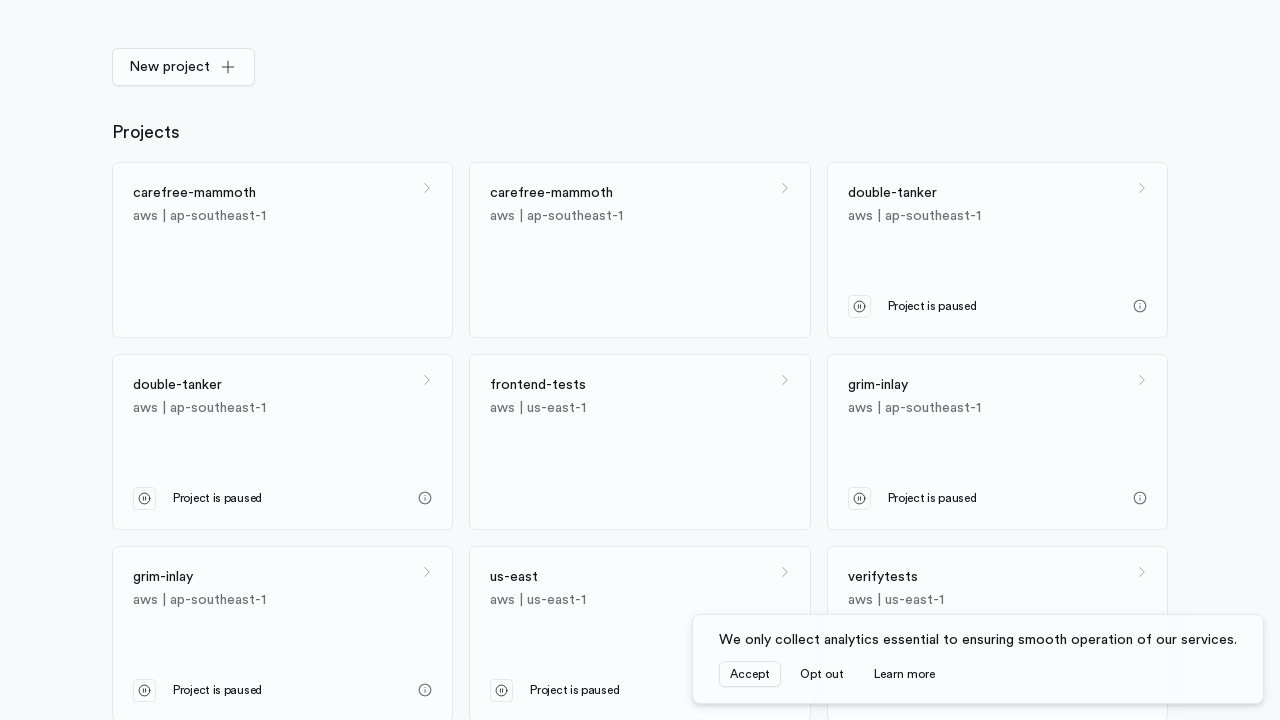 New project
Projects
carefree-mammoth
aws | ap-southeast-1
carefree-mammoth
aws | ap-southeast-1
double-tanker
aws | ap-southeast-1
Project is paused
double-tanker
aws | ap-southeast-1
Project is paused
frontend-tests
aws | us-east-1
grim-inlay
aws | ap-southeast-1
Project is paused
grim-inlay
aws | ap-southeast-1
Project is paused
us-east
aws | us-east-1
Project is paused
verifytests
aws | us-east-1
We only collect analytics essential to ensuring smooth operation of our services.
Accept
Opt out
Learn more